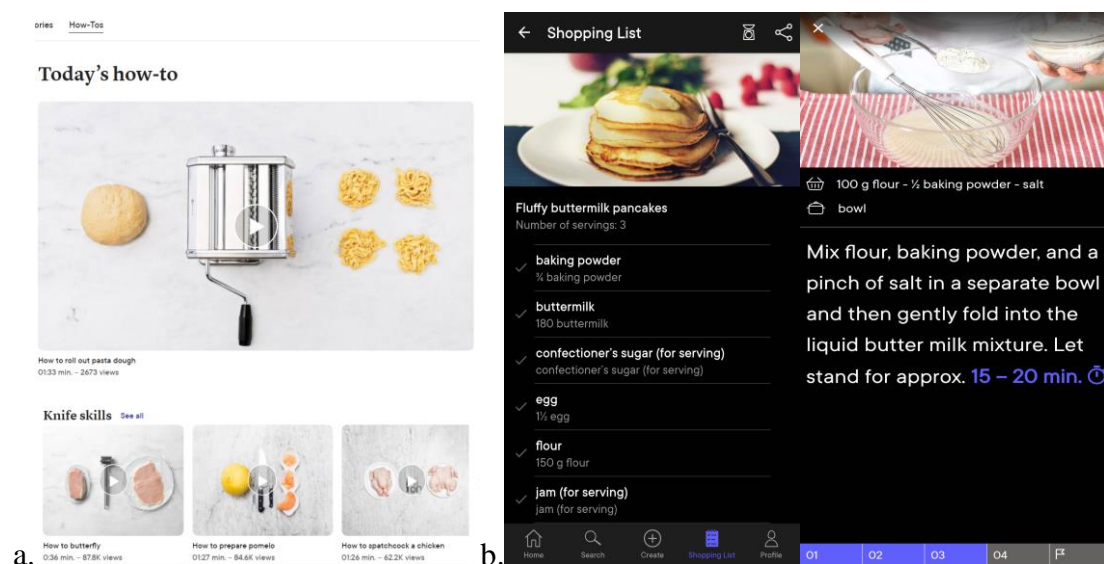 ories How-Tos
Today's how-to
How to roll out pasta dough
01:33 min. - 2673 views
Knife skills See all
How to butterfly
0:36 min. - 87.8K views
How to prepare pomelo
01:27 min. - 84.6K views
How to spatchcock a chicken
01:26 min. - 62.2K views
a.
Shopping List
Fluffy buttermilk pancakes
Number of servings: 3
baking powder
¾ baking powder
buttermilk
180 buttermilk
confectioner's sugar (for serving)
confectioner's sugar (for serving)
egg
1½ egg
flour
150 g flour
jam (for serving)
jam (for serving)
Home Search Create Shopping List Profile
b.
100 g flour - ½ baking powder - salt
bowl
Mix flour, baking powder, and a
pinch of salt in a separate bowl
and then gently fold into the
liquid butter milk mixture. Let
stand for approx. 15 – 20 min.
01 02 03 04